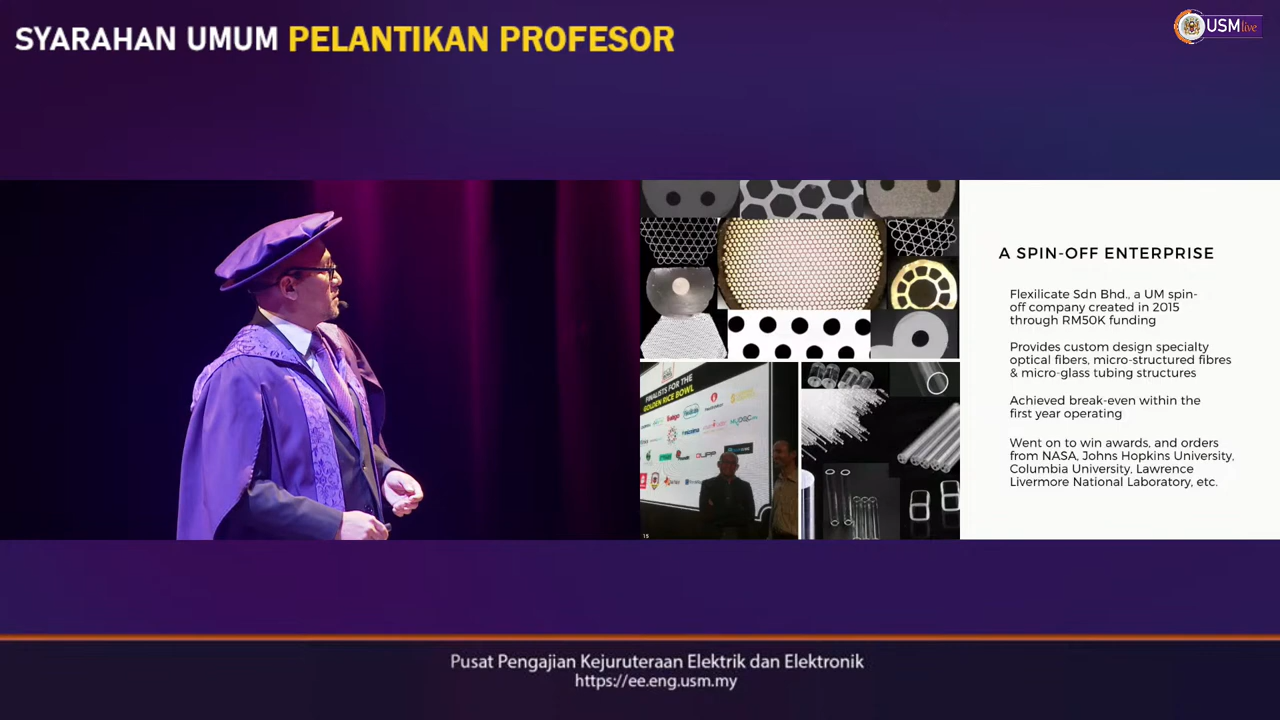 SYARAHAN UMUM PELANTIKAN PROFESOR
USMlive
A SPIN-OFF ENTERPRISE
Flexilicate Sdn Bhd., a UM spin-
off company created in 2015
through RM50K funding
Provides custom design specialty
optical fibers, micro-structured fibres
& micro-glass tubing structures
Achieved break-even within the
first year operating
Went on to win awards, and orders
from NASA, Johns Hopkins University,
Columbia University, Lawrence
Livermore National Laboratory, etc.
FINALISTS FOR THE
GOLDEN RICE BOWL
15
Pusat Pengajian Kejuruteraan Elektrik dan Elektronik
https://ee.eng.usm.my